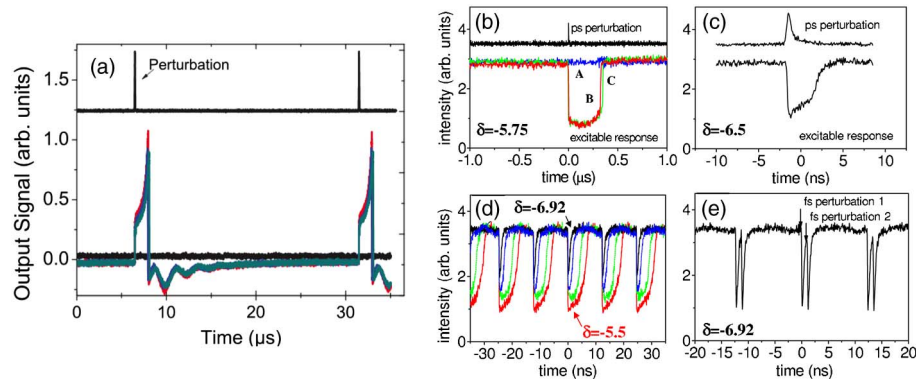 (a)
Perturbation
Output Signal (arb. units)
1.5
1.0
0.5
0.0
0 10 20 30
Time (μs)
(b)
ps perturbation
intensity (arb. units)
4
2
0
A
B
C
δ=-5.75
excitable response
-1.0 -0.5 0.0 0.5 1.0
time (μs)
(c)
4
2
0
δ=-6.5
excitable response
-10 -5 0 5 10
time (ns)
(d)
δ=-6.92
intensity (arb. units)
4
3
2
1
0
δ=-5.5
-30 -20 -10 0 10 20 30
time (ns)
(e)
fs perturbation 1
fs perturbation 2
4
2
0
δ=-6.92
-20 -15 -10 -5 0 5 10 15 20
time (ns)